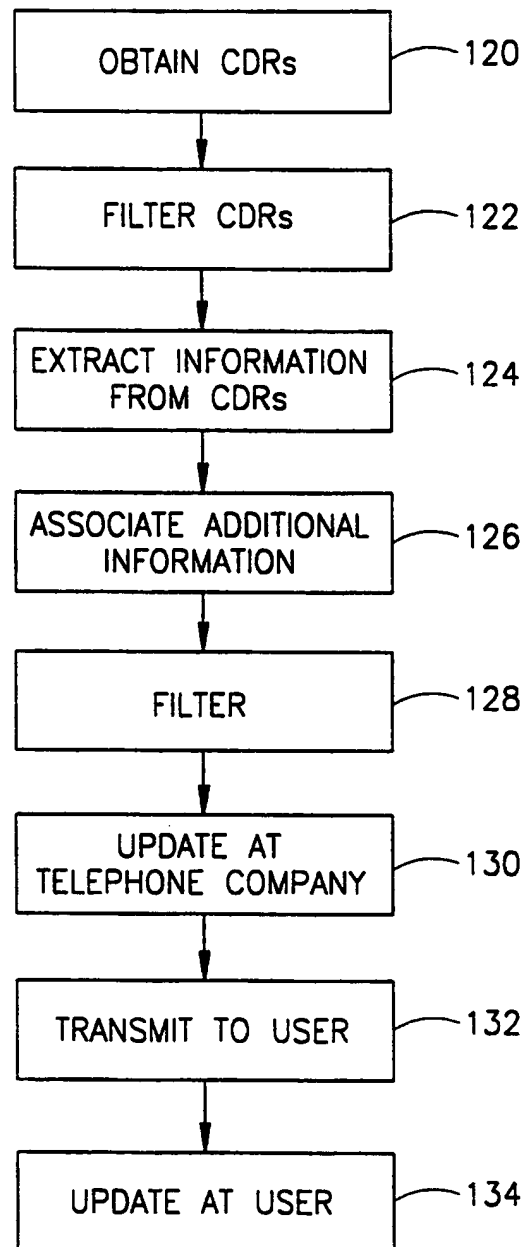 OBTAIN CDRs
120
FILTER CDRs
122
EXTRACT INFORMATION
FROM CDRs
124
ASSOCIATE ADDITIONAL
INFORMATION
126
FILTER
128
UPDATE AT
TELEPHONE COMPANY
130
TRANSMIT TO USER
132
UPDATE AT USER
134